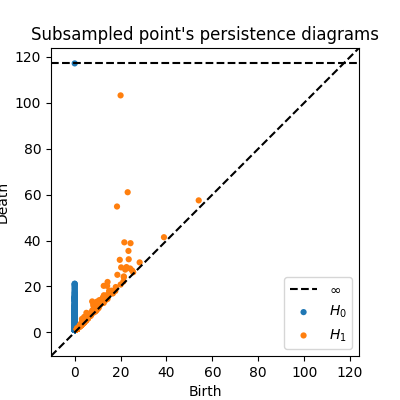 Subsampled point's persistence diagrams
120
100
80
60
40
20
0
Death
∞
H₀
H₁
0 20 40 60 80 100 120
Birth